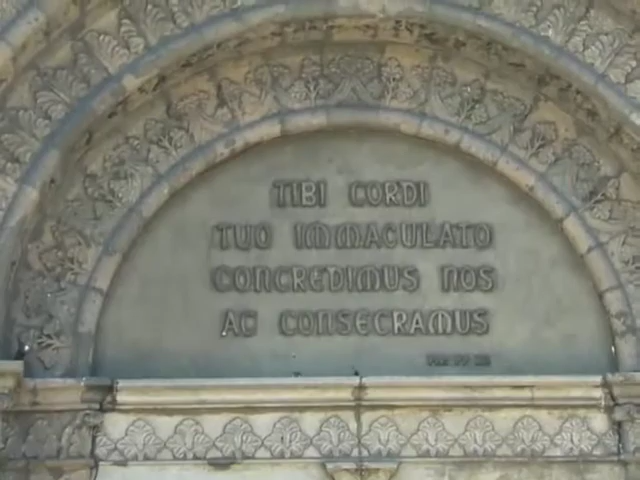 TIBI CORDI
TUO IMMACULATO
CONCREDIMUS NOS
AC CONSECRAMUS